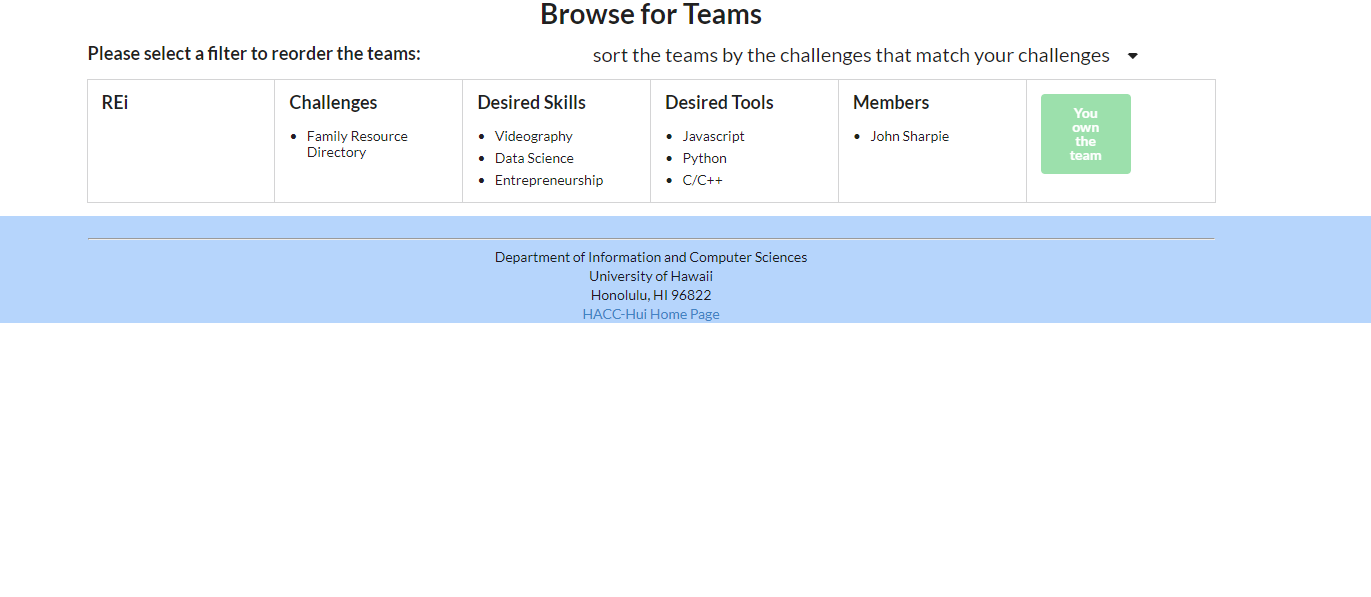 Browse for Teams
Please select a filter to reorder the teams:
sort the teams by the challenges that match your challenges
REi
Challenges
Family Resource
Directory
Desired Skills
Videography
Data Science
Entrepreneurship
Desired Tools
Javascript
Python
C/C++
Members
John Sharpie
You
own
the
team
Department of Information and Computer Sciences
University of Hawaii
Honolulu, HI 96822
HACC-Hui Home Page